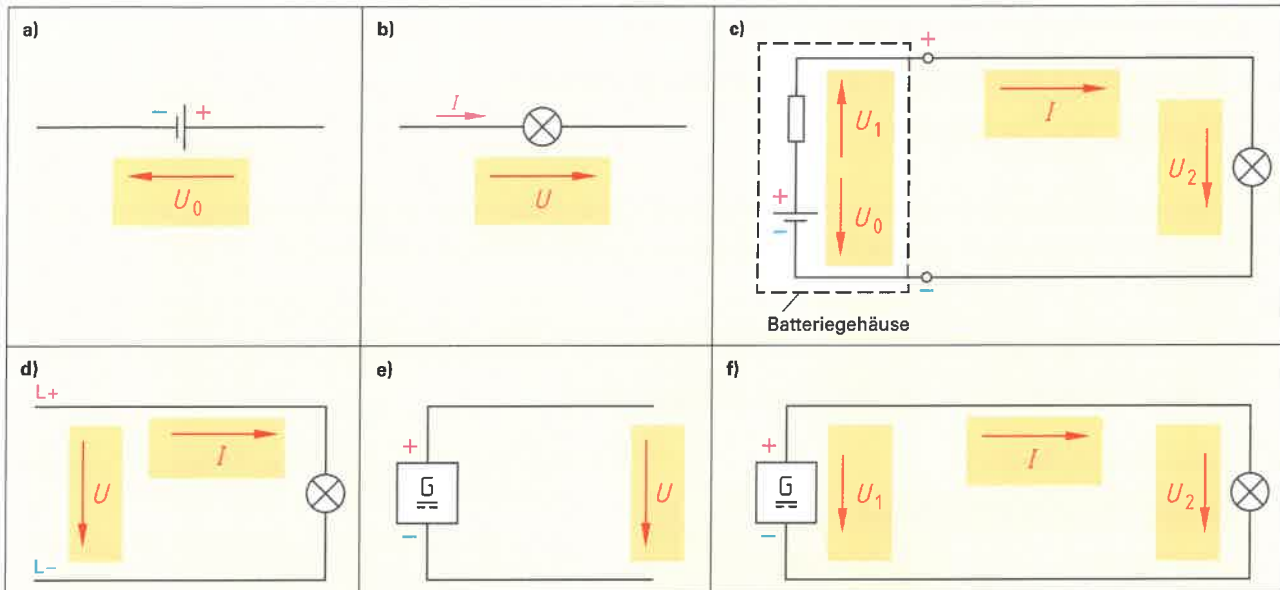 a)
− +
U0
b)
I
U
c)
+
I
U1
U2
+
U0
−
−
Batteriegehäuse
d)
L+
I
U
L−
e)
+
G
U
−
f)
+
I
G
U1
U2
−